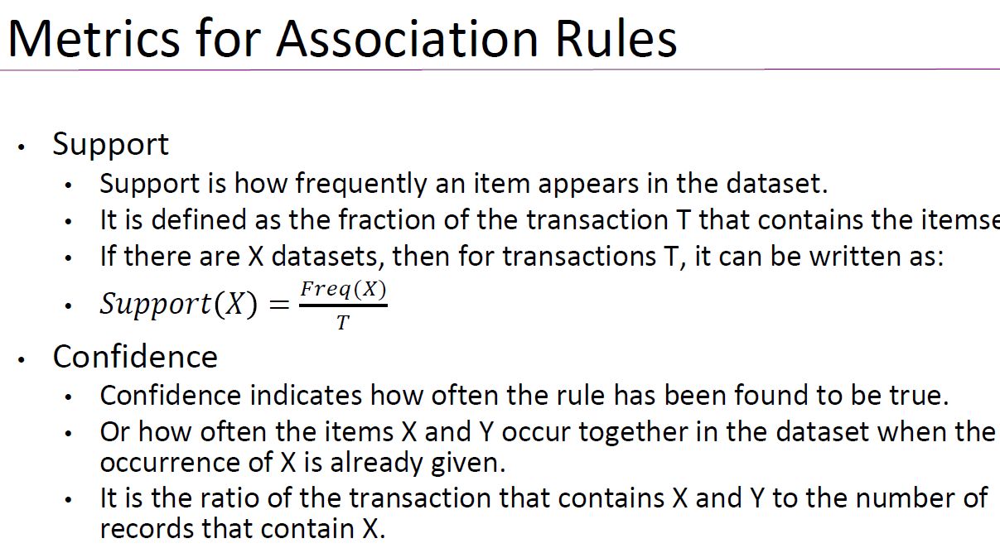 Metrics for Association Rules
• Support
• Support is how frequently an item appears in the dataset.
• It is defined as the fraction of the transaction T that contains the itemse
• If there are X datasets, then for transactions T, it can be written as:
• Support(X) = Freq(X) / T
• Confidence
• Confidence indicates how often the rule has been found to be true.
• Or how often the items X and Y occur together in the dataset when the
occurrence of X is already given.
• It is the ratio of the transaction that contains X and Y to the number of
records that contain X.